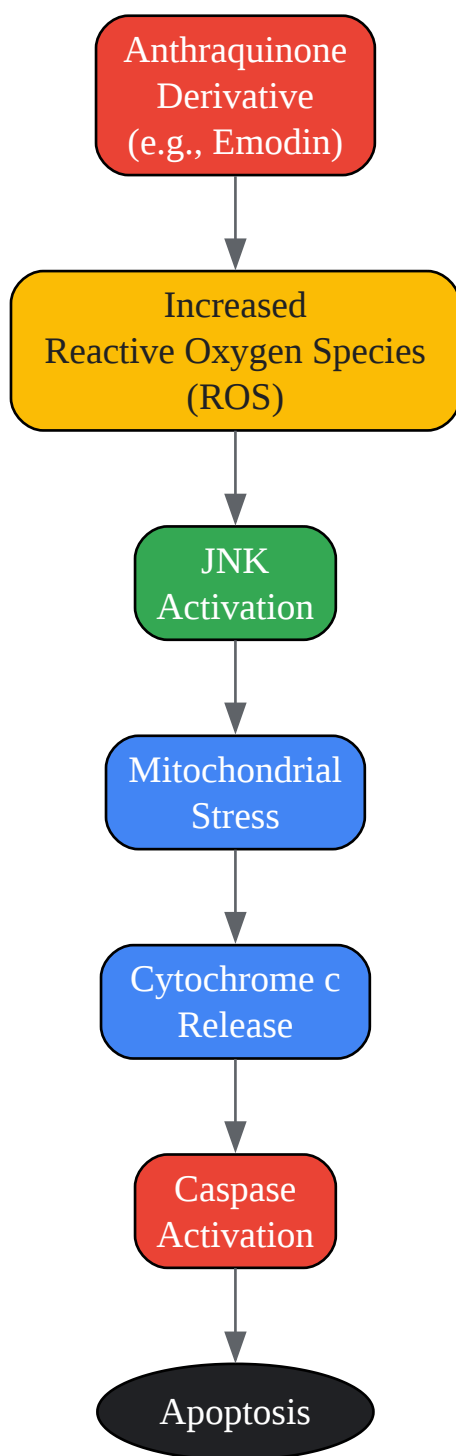 Anthraquinone
Derivative
(e.g., Emodin)
Increased
Reactive Oxygen Species
(ROS)
JNK
Activation
Mitochondrial
Stress
Cytochrome c
Release
Caspase
Activation
Apoptosis